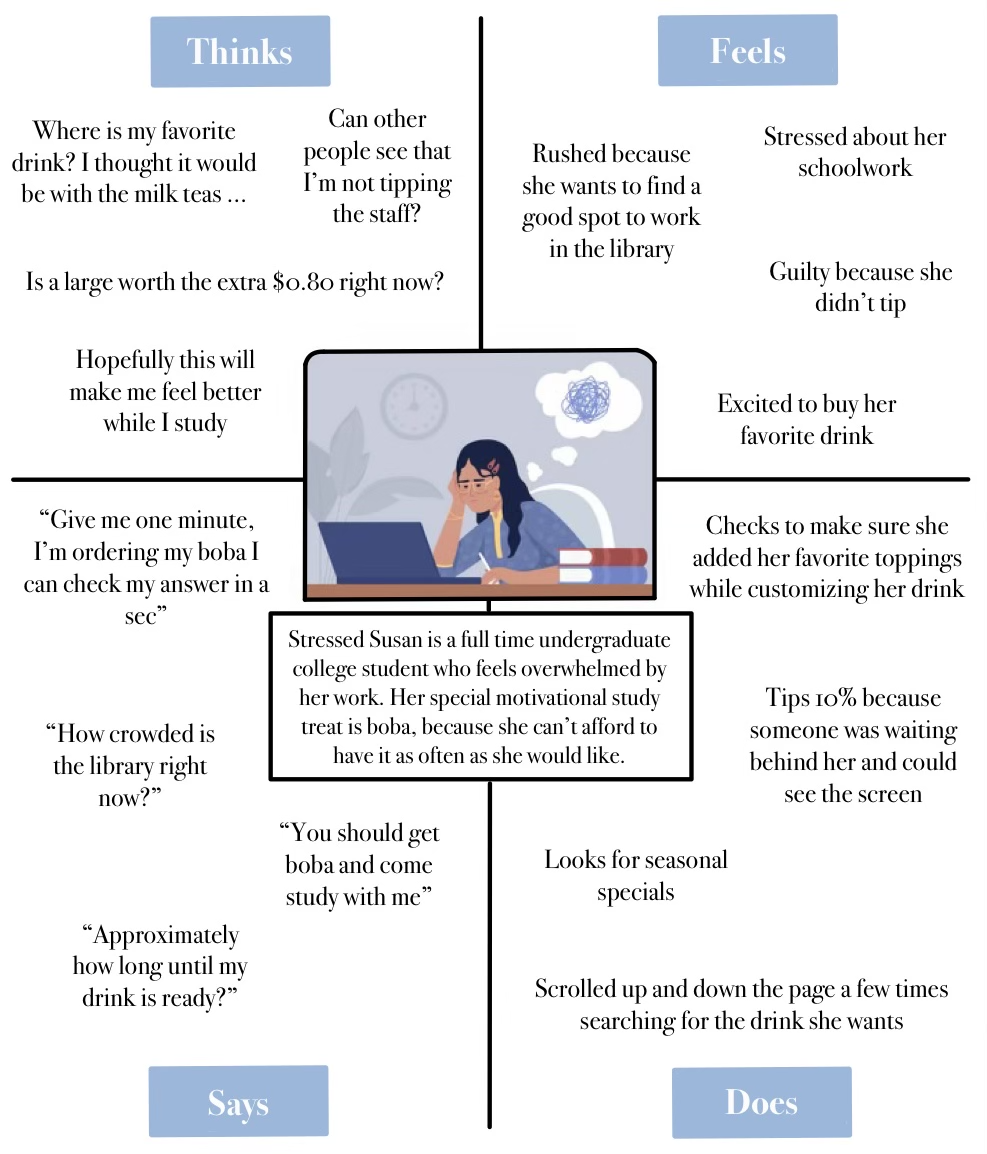 Thinks
Where is my favorite
drink? I thought it would
be with the milk teas ...
Can other
people see that
I'm not tipping
the staff?
Is a large worth the extra $0.80 right now?
Hopefully this will
make me feel better
while I study
Feels
Rushed because
she wants to find a
good spot to work
in the library
Stressed about her
schoolwork
Guilty because she
didn't tip
Excited to buy her
favorite drink
Stressed Susan is a full time undergraduate
college student who feels overwhelmed by
her work. Her special motivational study
treat is boba, because she can't afford to
have it as often as she would like.
“Give me one minute,
I'm ordering my boba I
can check my answer in a
sec”
“How crowded is
the library right
now?”
“You should get
boba and come
study with me”
“Approximately
how long until my
drink is ready?”
Says
Checks to make sure she
added her favorite toppings
while customizing her drink
Tips 10% because
someone was waiting
behind her and could
see the screen
Looks for seasonal
specials
Scrolled up and down the page a few times
searching for the drink she wants
Does